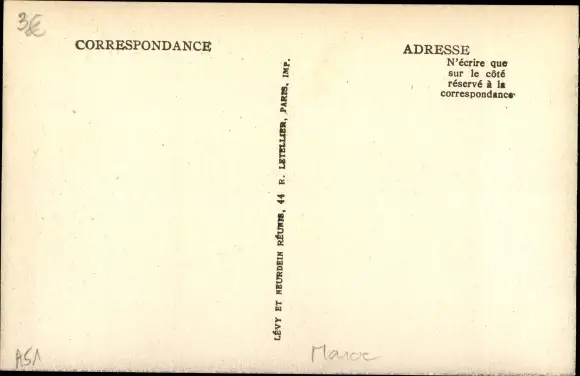 3€
CORRESPONDANCE
ADRESSE
N'écrire que
sur le côté
réservé à la
correspondance
LÉVY ET NEURDEIN RÉUNIS, 44 R. LETELLIER, PARIS, IMP.
Maroc